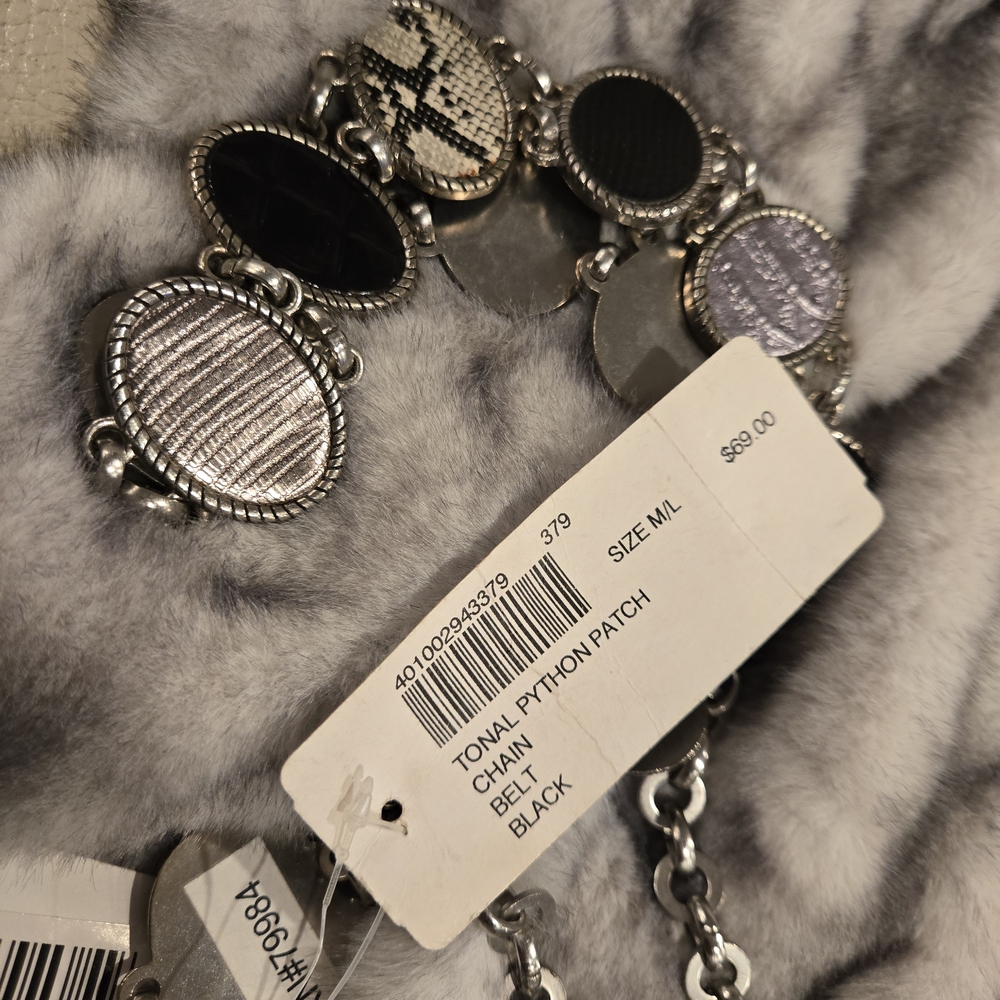 $69.00
379
SIZE M/L
401002943379
TONAL PYTHON PATCH
CHAIN
BELT
BLACK
#79984